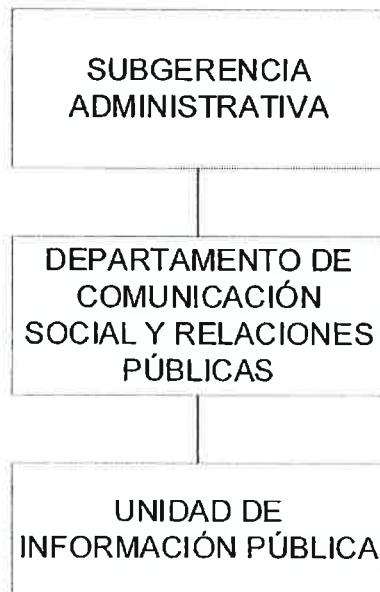 SUBGERENCIA
ADMINISTRATIVA
DEPARTAMENTO DE
COMUNICACIÓN
SOCIAL Y RELACIONES
PÚBLICAS
UNIDAD DE
INFORMACIÓN PÚBLICA